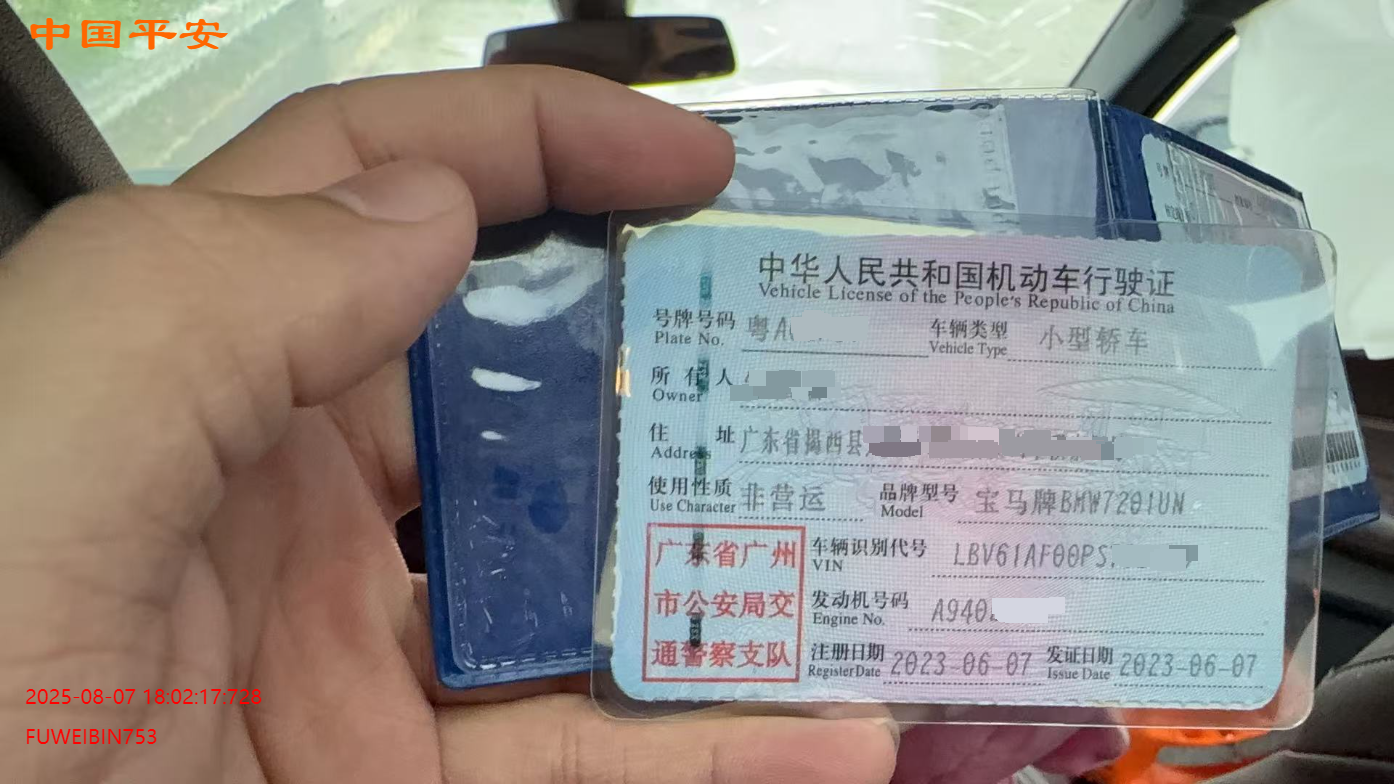 中国平安
中华人民共和国机动车行驶证
Vehicle License of the People's Republic of China
号牌号码 粤A 车辆类型 小型轿车
Plate No. Vehicle Type
所有人
Owner
住址 广东省揭西县
Address
使用性质 非营运 品牌型号 宝马牌BMW7201UN
Use Character Model
广东省广州 车辆识别代号 LBV61AF00PS
VIN
市公安局交 发动机号码 A940
Engine No.
通警察支队 注册日期 2023-06-07 发证日期 2023-06-07
Register Date Issue Date
2025-08-07 18:02:17:728
FUWEIBIN753